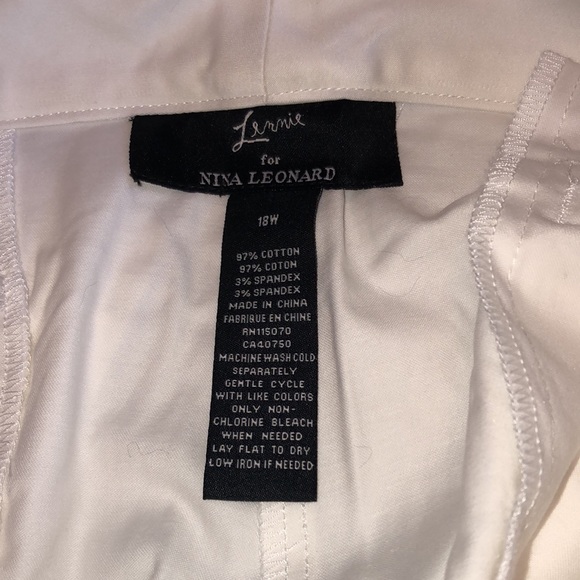 Lennie
for
NINA LEONARD
18W
97% COTTON
97% COTON
3% SPANDEX
3% SPANDEX
MADE IN CHINA
FABRIQUE EN CHINE
RN115070
CA40750
MACHINE WASH COLD
SEPARATELY
GENTLE CYCLE
WITH LIKE COLORS
ONLY NON-
CHLORINE BLEACH
WHEN NEEDED
LAY FLAT TO DRY
LOW IRON IF NEEDED